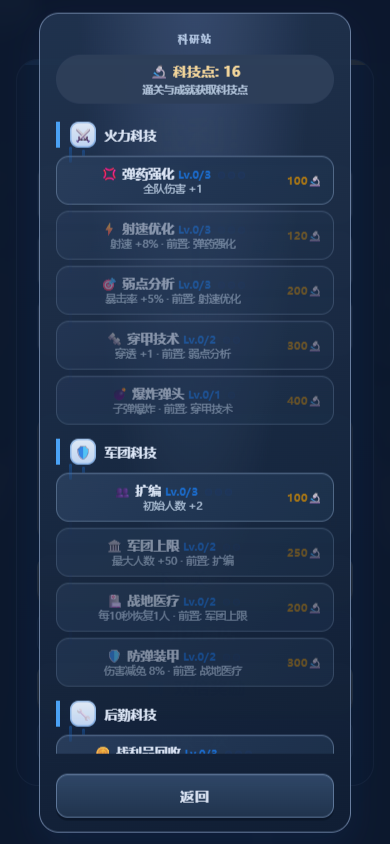 科研站
科技点: 16
通关与成就获取科技点
火力科技
弹药强化 Lv.0/3
全队伤害 +1
100
射速优化 Lv.0/3
射速 +8% · 前置: 弹药强化
120
弱点分析 Lv.0/3
暴击率 +5% · 前置: 射速优化
200
穿甲技术 Lv.0/2
穿透 +1 · 前置: 弱点分析
300
爆炸弹头 Lv.0/1
子弹爆炸 · 前置: 穿甲技术
400
军团科技
扩编 Lv.0/3
初始人数 +2
100
军团上限 Lv.0/2
最大人数 +50 · 前置: 扩编
250
战地医疗 Lv.0/2
每10秒恢复1人 · 前置: 军团上限
200
防弹装甲 Lv.0/2
伤害减免 8% · 前置: 战地医疗
300
后勤科技
战利品回收 Lv.0/3
返回